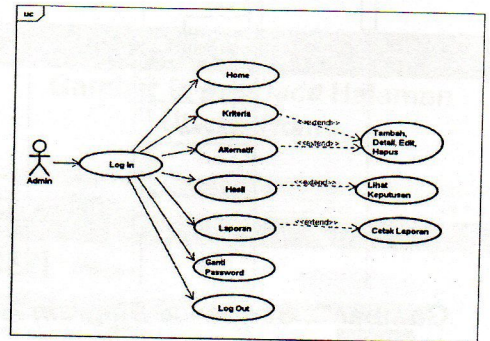 uc
Home
Kriteria
<<extend>>
Tambah,
Detail, Edit,
Hapus
Alternatif
<<extend>>
Admin
Log In
Hasil
<<extend>>
Lihat
Keputusan
Laporan
<<extend>>
Cetak Laporan
Ganti
Password
Log Out